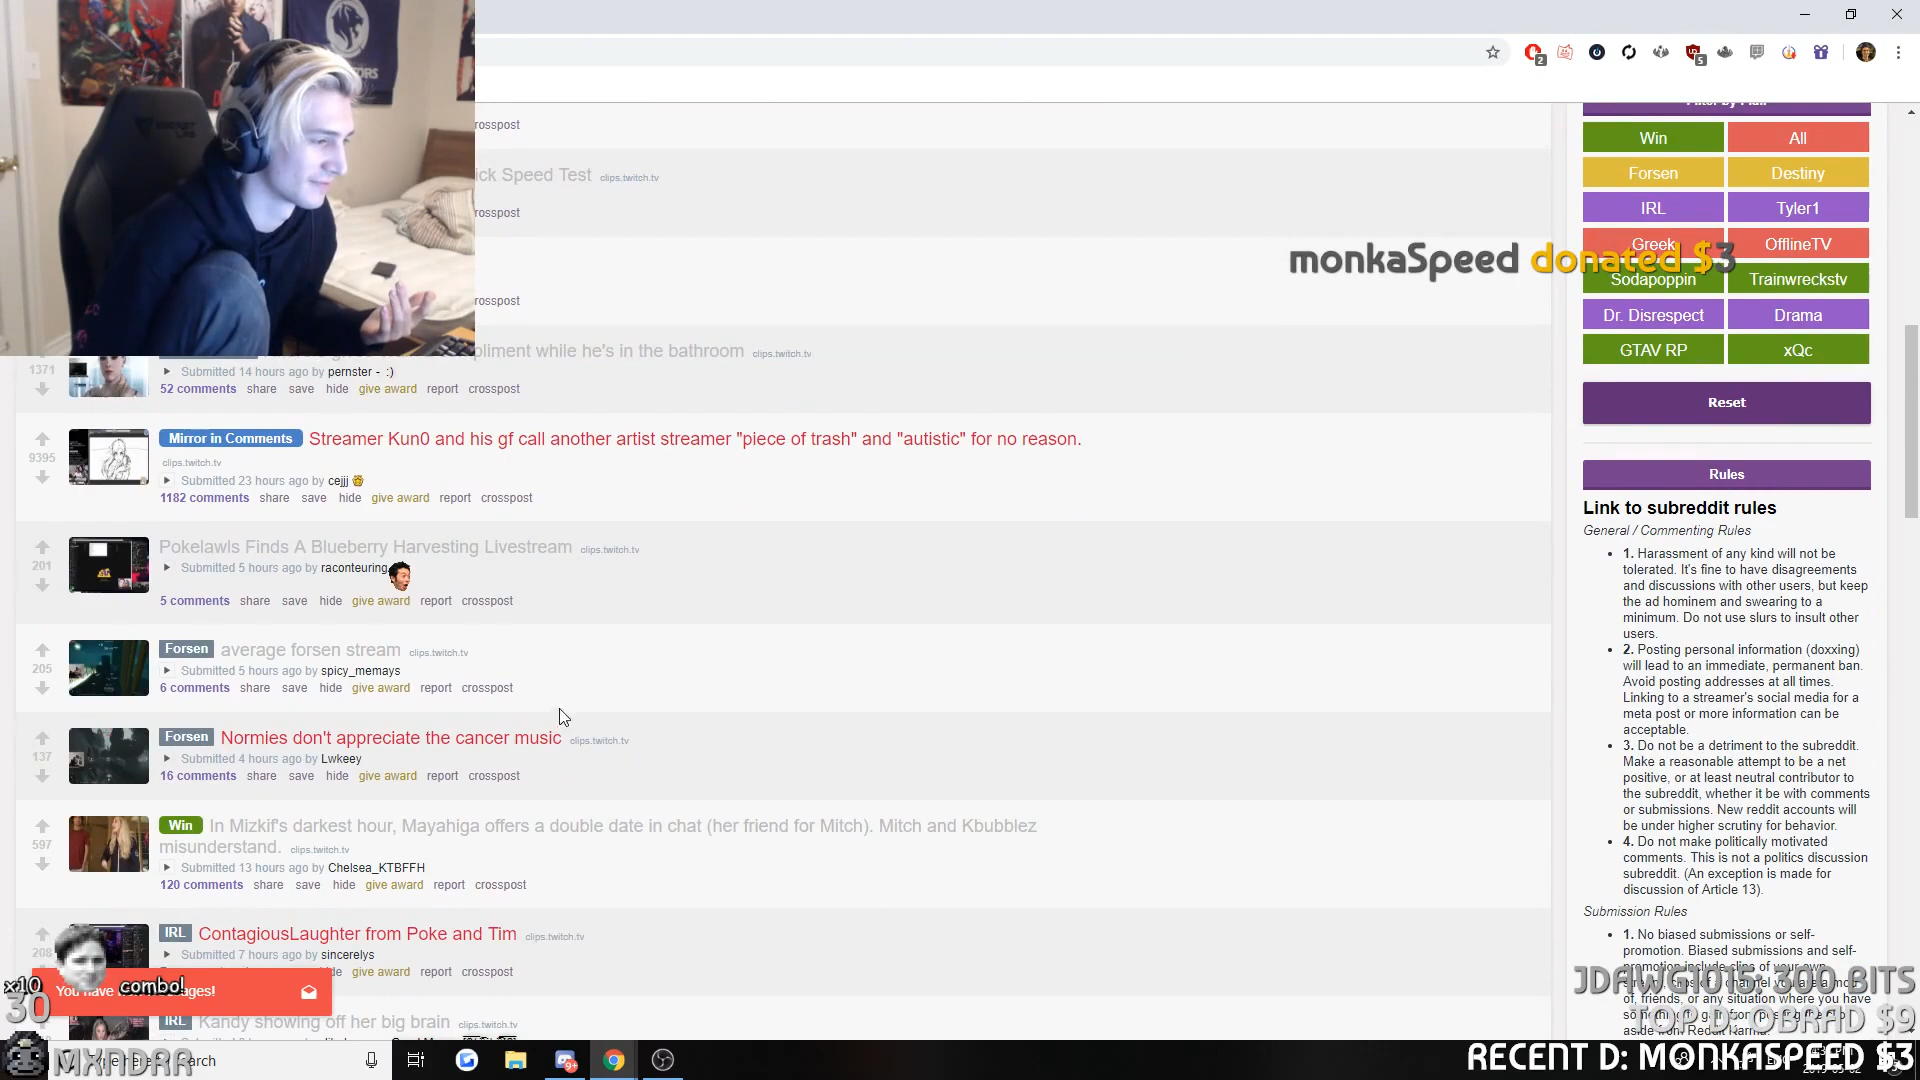 crosspost
ick Speed Test clips.twitch.tv
crosspost
crosspost
pliment while he's in the bathroom clips.twitch.tv
1371
Submitted 14 hours ago by pernster - :)
52 comments share save hide give award report crosspost
Mirror in Comments Streamer Kun0 and his gf call another artist streamer "piece of trash" and "autistic" for no reason.
9395
clips.twitch.tv
Submitted 23 hours ago by cejjj
1182 comments share save hide give award report crosspost
Pokelawls Finds A Blueberry Harvesting Livestream clips.twitch.tv
201
Submitted 5 hours ago by raconteuring
5 comments share save hide give award report crosspost
Forsen average forsen stream clips.twitch.tv
205
Submitted 5 hours ago by spicy_memays
6 comments share save hide give award report crosspost
Forsen Normies don't appreciate the cancer music clips.twitch.tv
137
Submitted 4 hours ago by Lwkeey
16 comments share save hide give award report crosspost
Win In Mizkif's darkest hour, Mayahiga offers a double date in chat (her friend for Mitch). Mitch and Kbubblez
misunderstand. clips.twitch.tv
597
Submitted 13 hours ago by Chelsea_KTBFFH
120 comments share save hide give award report crosspost
IRL ContagiousLaughter from Poke and Tim clips.twitch.tv
208
Submitted 7 hours ago by sincerelys
give award report crosspost
x10 combo!
30
IRL Kandy showing off her big brain clips.twitch.tv
MXNDRA
search
2
5
Win All
Forsen Destiny
IRL Tyler1
Greek OfflineTV
monkaSpeed donated $3
Sodapoppin Trainwreckstv
Dr. Disrespect Drama
GTAV RP xQc
Reset
Rules
Link to subreddit rules
General / Commenting Rules
1. Harassment of any kind will not be
tolerated. It's fine to have disagreements
and discussions with other users, but keep
the ad hominem and swearing to a
minimum. Do not use slurs to insult other
users.
2. Posting personal information (doxxing)
will lead to an immediate, permanent ban.
Avoid posting addresses at all times.
Linking to a streamer's social media for a
meta post or more information can be
acceptable.
3. Do not be a detriment to the subreddit.
Make a reasonable attempt to be a net
positive, or at least neutral contributor to
the subreddit, whether it be with comments
or submissions. New reddit accounts will
be under higher scrutiny for behavior.
4. Do not make politically motivated
comments. This is not a politics discussion
subreddit. (An exception is made for
discussion of Article 13).
Submission Rules
1. No biased submissions or self-
promotion. Biased submissions and self-
JDAWG1015: 300 BITS
TOP D: OBRAD $9
RECENT D: MONKASPEED $3